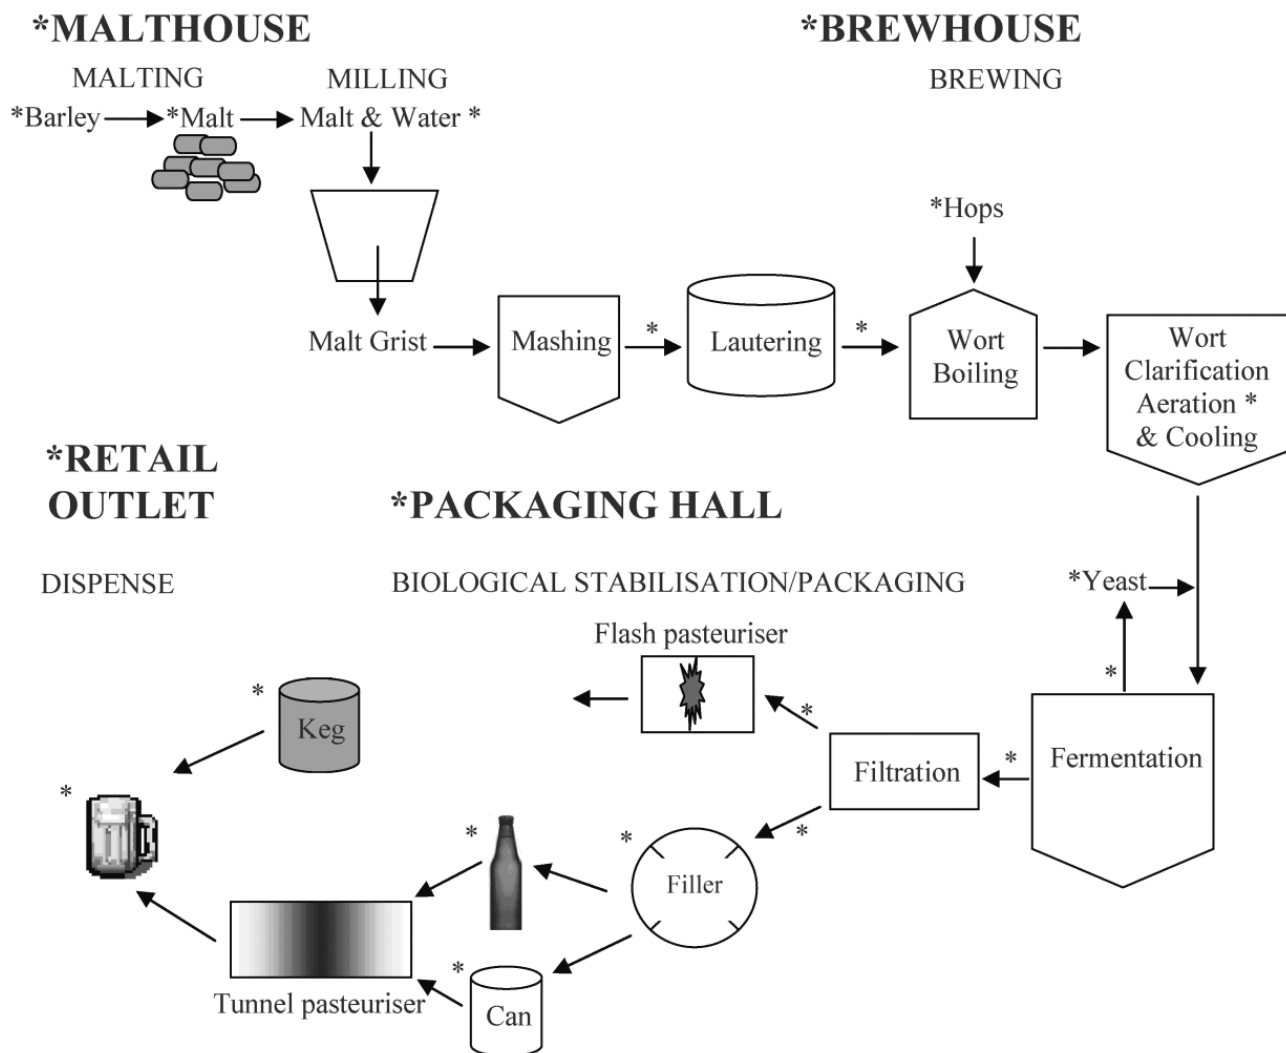 *MALTHOUSE
*BREWHOUSE
MALTING
MILLING
BREWING
*Barley
*Malt
Malt & Water *
*Hops
Malt Grist
Mashing
*
Lautering
*
Wort
Boiling
Wort
Clarification
Aeration *
& Cooling
*RETAIL
OUTLET
*PACKAGING HALL
DISPENSE
BIOLOGICAL STABILISATION/PACKAGING
*Yeast
*
Flash pasteuriser
*
Keg
*
Filtration
*
Fermentation
*
*
*
*
Filler
*
Tunnel pasteuriser
*
Can